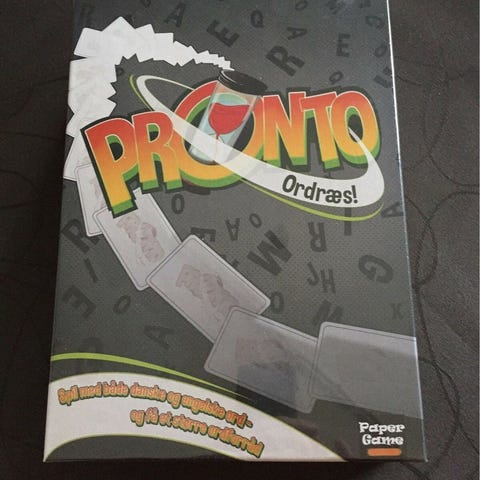 PRONTO
Ordræs!
Spil med både danske og engelske ord -
og få et større ordforråd
Paper
Game